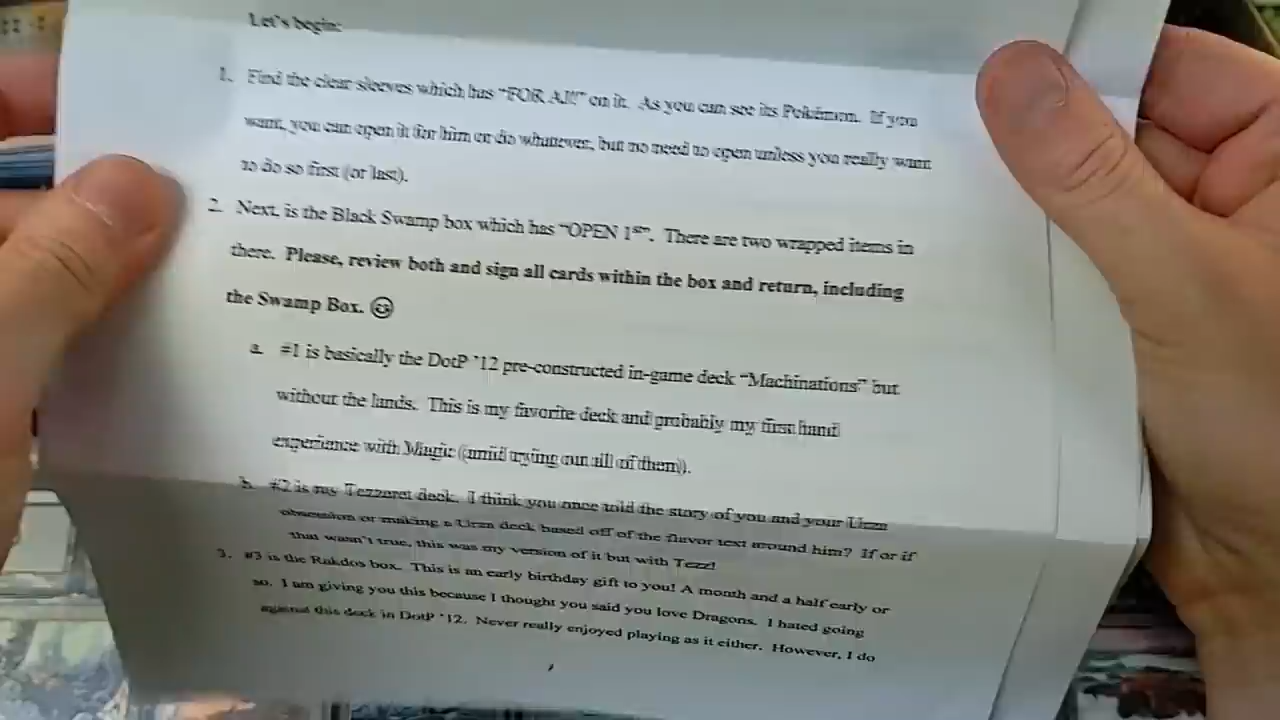 Let's begin:
1. Find the clear sleeves which has "FOR AJ!" on it. As you can see its Pokémon. If you
want, you can open it for him or do whatever, but no need to open unless you really want
to do so first (or last).
2. Next, is the Black Swamp box which has "OPEN 1st". There are two wrapped items in
there. Please, review both and sign all cards within the box and return, including
the Swamp Box. ☺
a. #1 is basically the DotP '12 pre-constructed in-game deck "Machinations" but
without the lands. This is my favorite deck and probably my first hand
experience with Magic (amid trying out all of them).
b. #2 is my Tezzeret deck. I think you once told the story of you and your Urza
obsession or making a Urza deck based off of the flavor text around him? If or if
that wasn't true, this was my version of it but with Tezz!
3. #3 is the Rakdos box. This is an early birthday gift to you! A month and a half early or
so. I am giving you this because I thought you said you love Dragons. I hated going
against this deck in DotP '12. Never really enjoyed playing as it either. However, I do